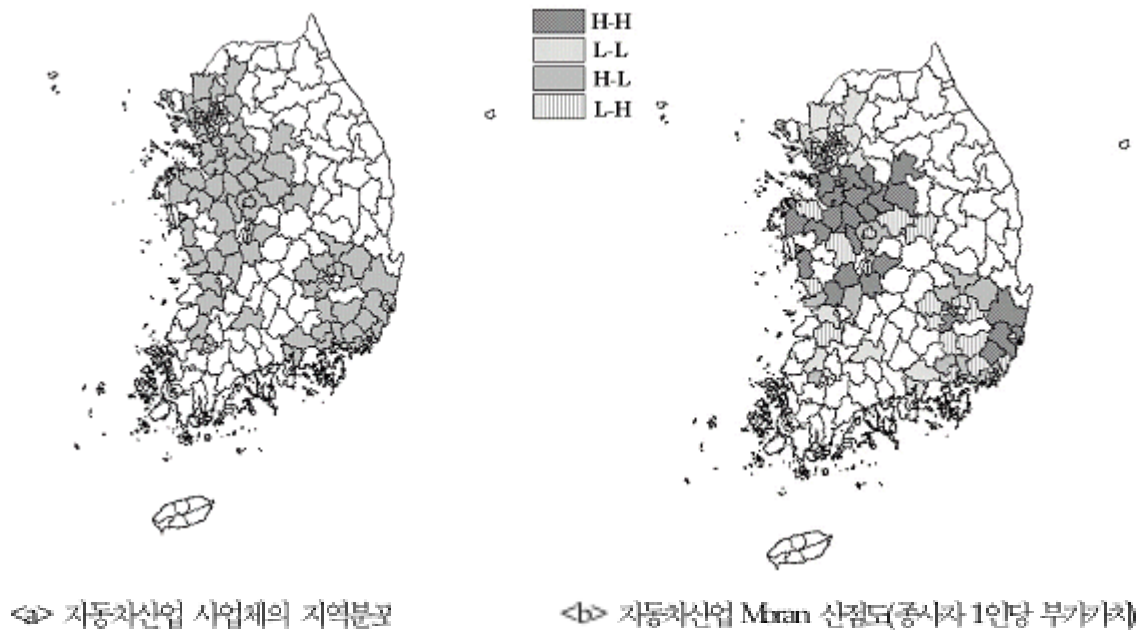 H-H
L-L
H-L
L-H
<a> 자동차산업 사업체의 지역분포
<b> 자동차산업 Moran 산점도(종사자 1인당 부가가치)